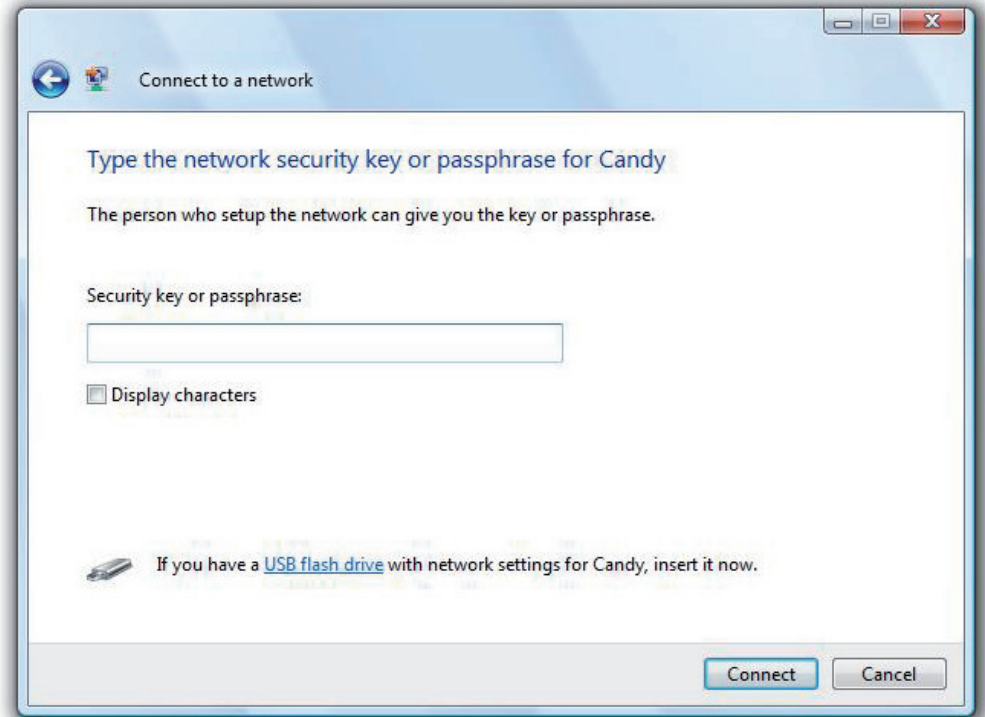 Connect to a network
Type the network security key or passphrase for Candy
The person who setup the network can give you the key or passphrase.
Security key or passphrase:
Display characters
If you have a USB flash drive with network settings for Candy, insert it now.
Connect Cancel